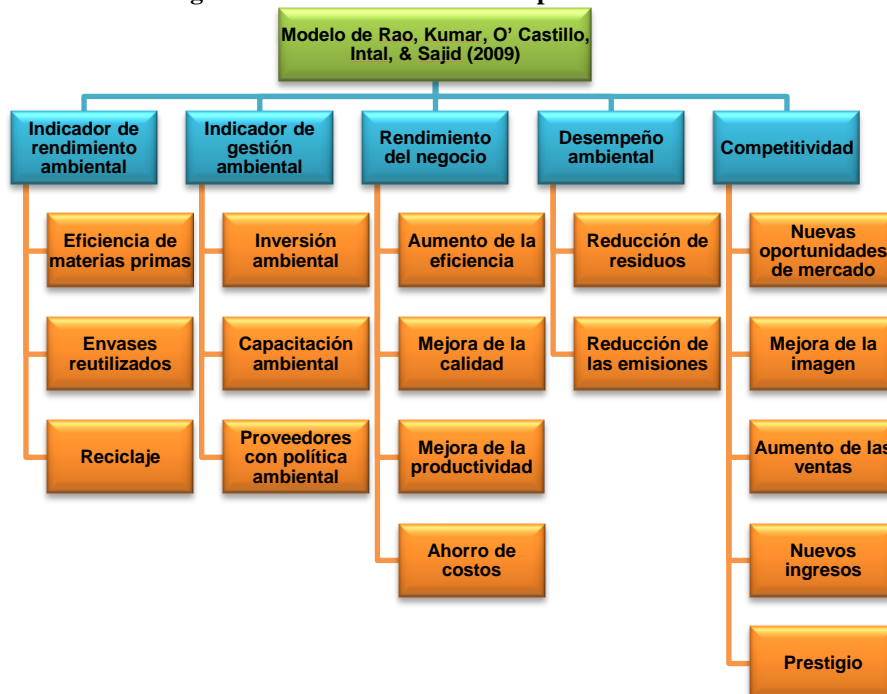 Modelo de Rao, Kumar, O’ Castillo,
Intal, & Sajid (2009)
Indicador de
rendimiento
ambiental
Indicador de
gestión
ambiental
Rendimiento
del negocio
Desempeño
ambiental
Competitividad
Eficiencia de
materias primas
Envases
reutilizados
Reciclaje
Inversión
ambiental
Capacitación
ambiental
Proveedores
con política
ambiental
Aumento de la
eficiencia
Mejora de la
calidad
Mejora de la
productividad
Ahorro de
costos
Reducción de
residuos
Reducción de
las emisiones
Nuevas
oportunidades
de mercado
Mejora de la
imagen
Aumento de las
ventas
Nuevos
ingresos
Prestigio